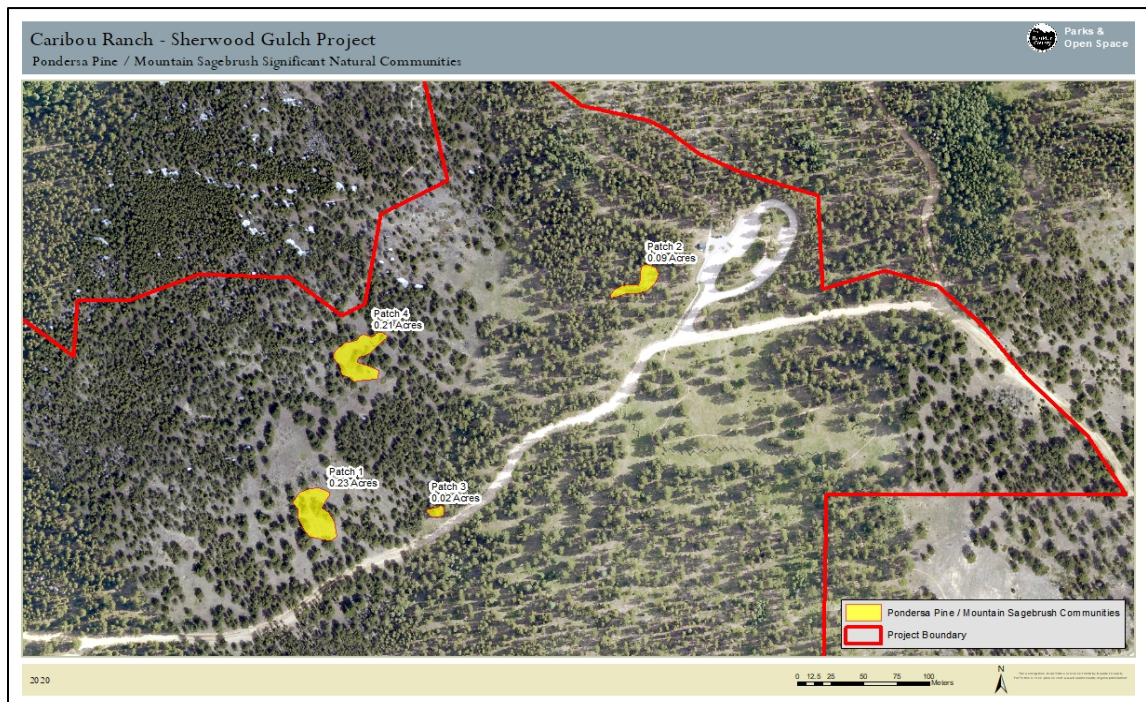 Caribou Ranch - Sherwood Gulch Project
Pondersa Pine / Mountain Sagebrush Significant Natural Communities
Boulder
County
Parks &
Open Space
Patch 2
0.09 Acres
Patch 4
0.21 Acres
Patch 1
0.23 Acres
Patch 3
0.02 Acres
Pondersa Pine / Mountain Sagebrush Communities
Project Boundary
2020
0 12.5 25 50 75 100
Meters
N